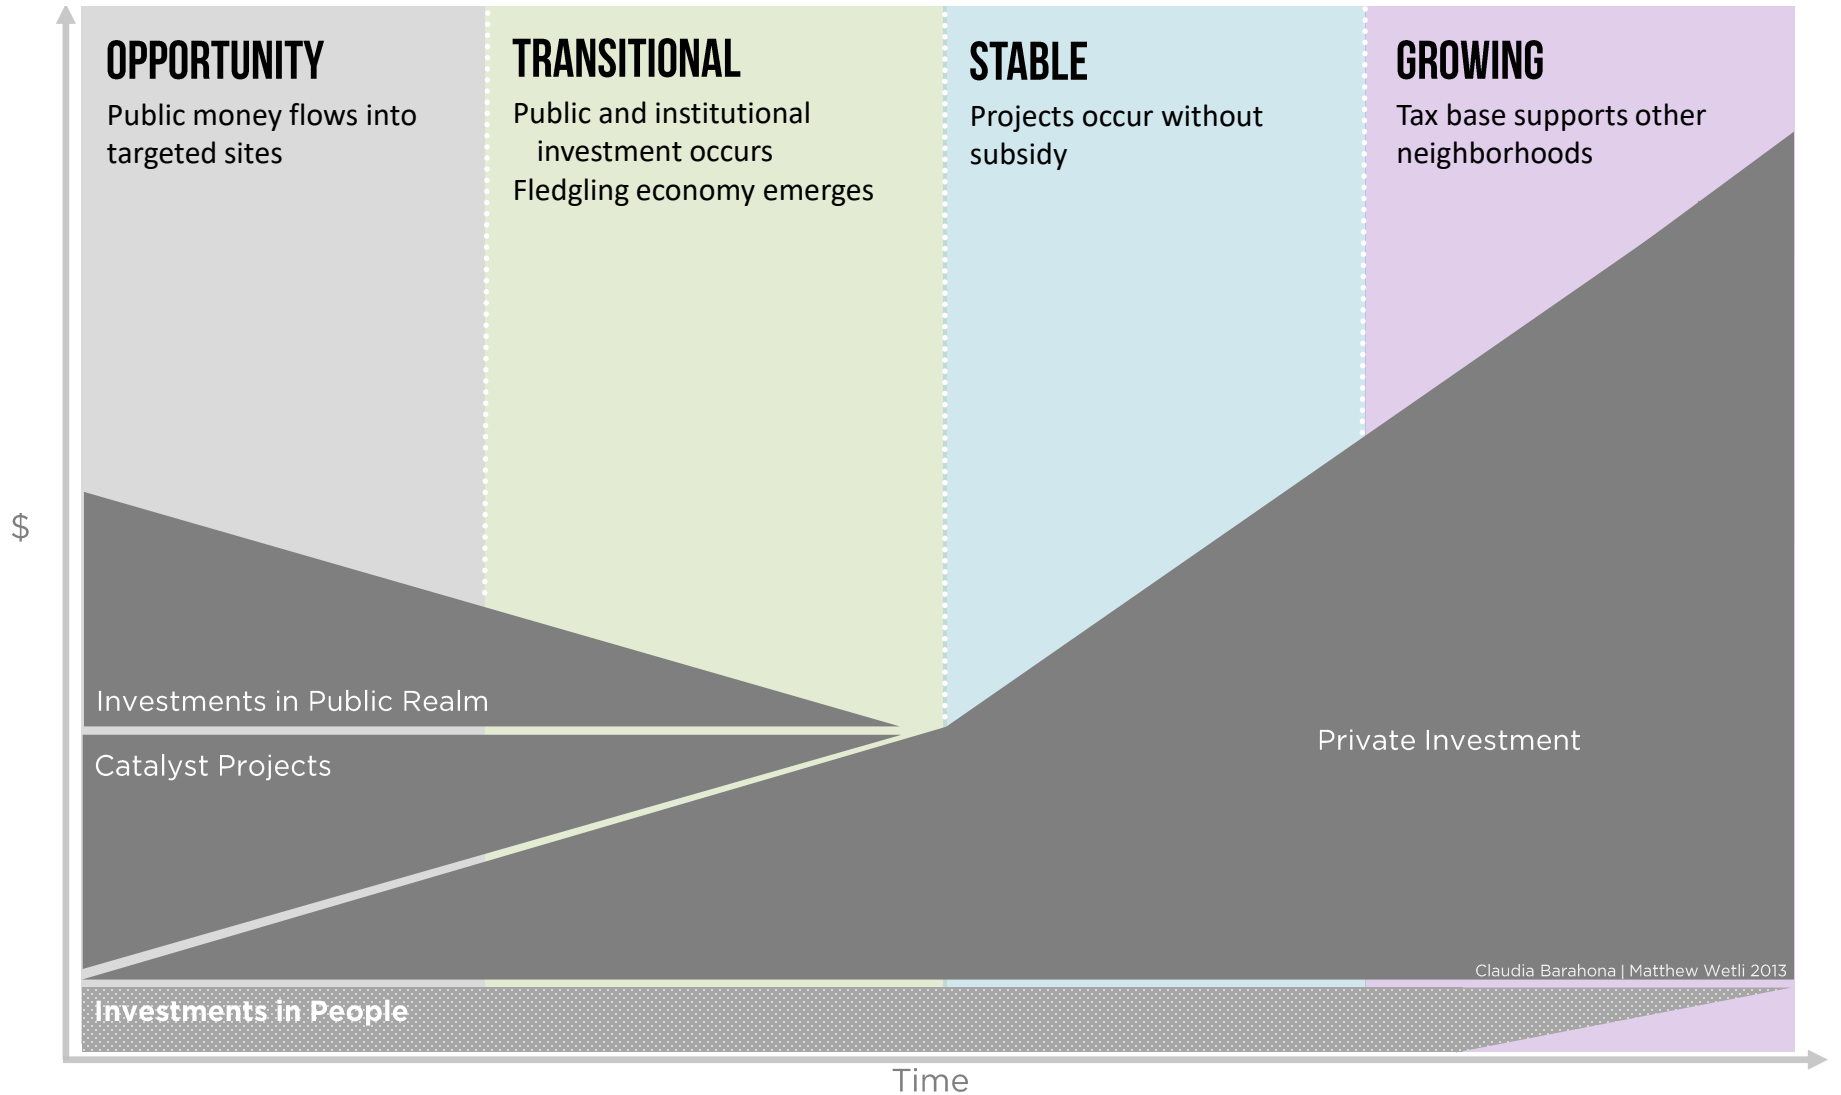 OPPORTUNITY
Public money flows into
targeted sites
TRANSITIONAL
Public and institutional
investment occurs
Fledgling economy emerges
STABLE
Projects occur without
subsidy
GROWING
Tax base supports other
neighborhoods
$
Investments in Public Realm
Catalyst Projects
Private Investment
Claudia Barahona | Matthew Wetli 2013
Investments in People
Time